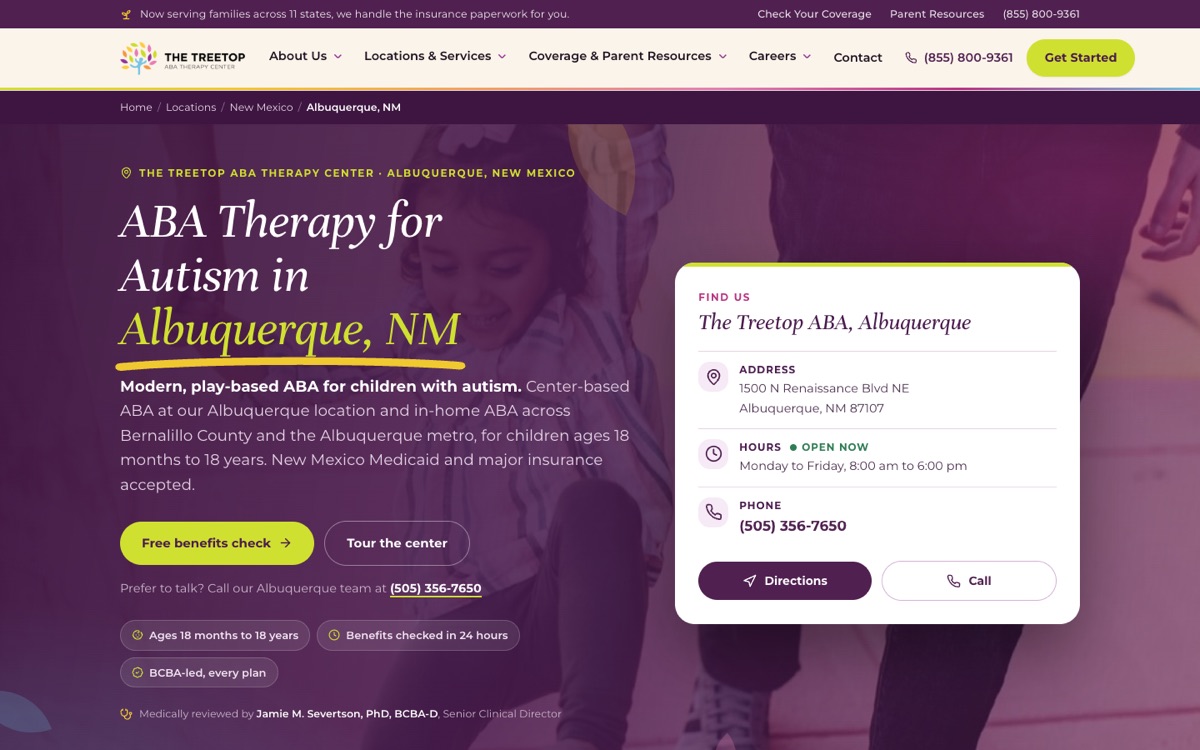 Now serving families across 11 states, we handle the insurance paperwork for you.
Check Your Coverage
Parent Resources
(855) 800-9361
THE TREETOP
ABA THERAPY CENTER
About Us
Locations & Services
Coverage & Parent Resources
Careers
Contact
(855) 800-9361
Get Started
Home / Locations / New Mexico / Albuquerque, NM
THE TREETOP ABA THERAPY CENTER · ALBUQUERQUE, NEW MEXICO
ABA Therapy for
Autism in
Albuquerque, NM
Modern, play-based ABA for children with autism. Center-based
ABA at our Albuquerque location and in-home ABA across
Bernalillo County and the Albuquerque metro, for children ages 18
months to 18 years. New Mexico Medicaid and major insurance
accepted.
Free benefits check
Tour the center
Prefer to talk? Call our Albuquerque team at (505) 356-7650
Ages 18 months to 18 years
Benefits checked in 24 hours
BCBA-led, every plan
Medically reviewed by Jamie M. Severtson, PhD, BCBA-D, Senior Clinical Director
FIND US
The Treetop ABA, Albuquerque
ADDRESS
1500 N Renaissance Blvd NE
Albuquerque, NM 87107
HOURS
OPEN NOW
Monday to Friday, 8:00 am to 6:00 pm
PHONE
(505) 356-7650
Directions
Call